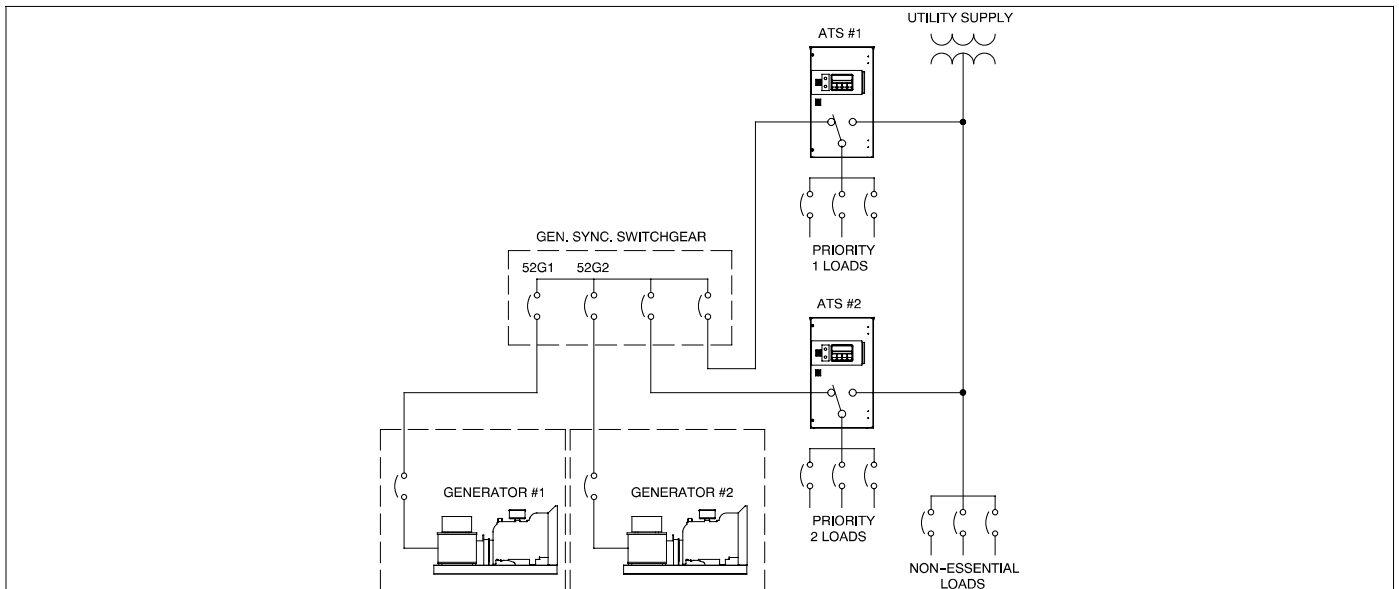 UTILITY SUPPLY
ATS #1
PRIORITY
1 LOADS
GEN. SYNC. SWITCHGEAR
52G1 52G2
ATS #2
GENERATOR #1
GENERATOR #2
PRIORITY
2 LOADS
NON-ESSENTIAL
LOADS